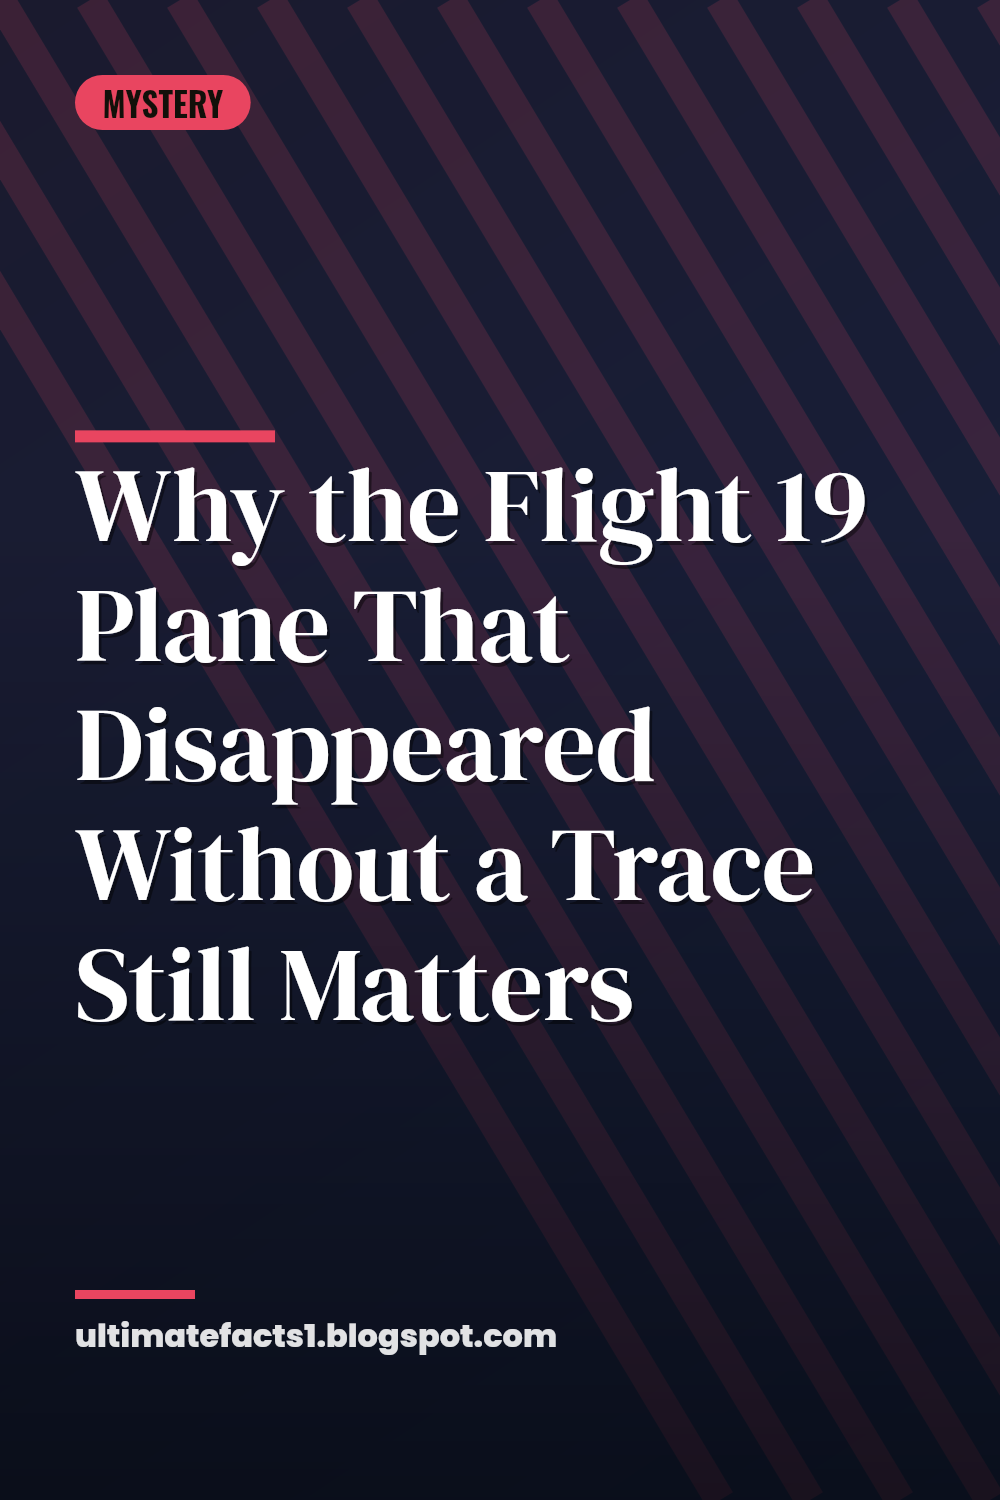 MYSTERY
Why the Flight 19
Plane That
Disappeared
Without a Trace
Still Matters
ultimatefacts1.blogspot.com